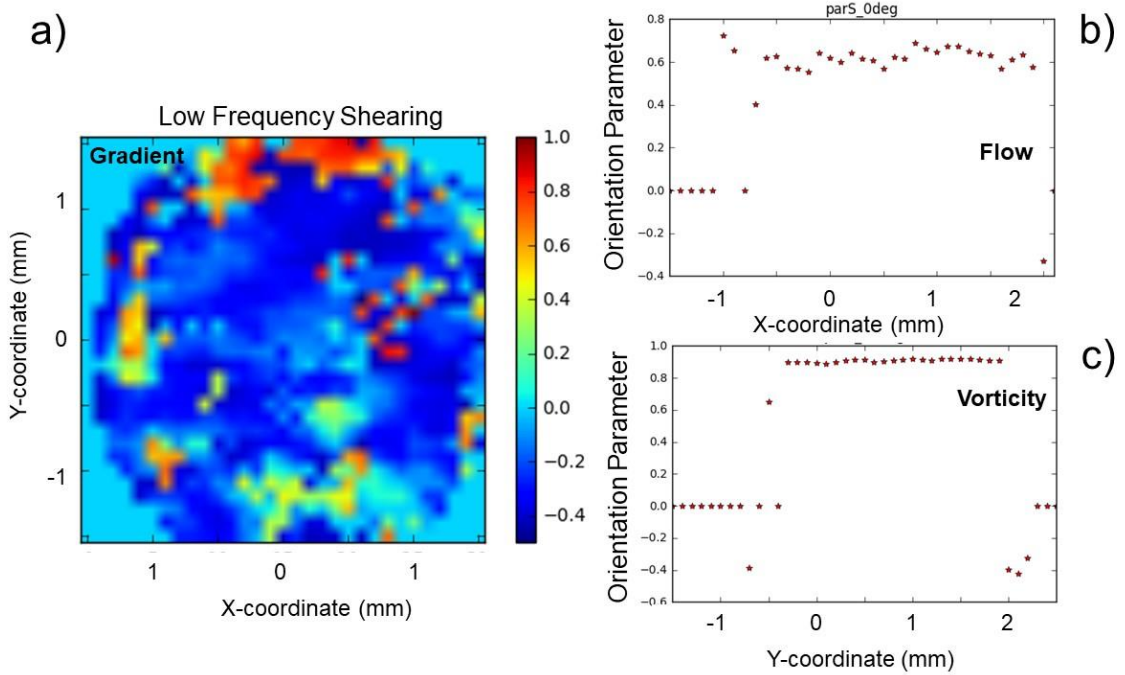 a)
Low Frequency Shearing
Gradient
Y-coordinate (mm)
1
0
-1
1
0
1
X-coordinate (mm)
1.0
0.8
0.6
0.4
0.2
0.0
−0.2
−0.4
b)
parS_0deg
Orientation Parameter
0.8
0.6
0.4
0.2
0.0
−0.2
−0.4
Flow
-1
0
1
2
X-coordinate (mm)
c)
Orientation Parameter
1.0
0.8
0.6
0.4
0.2
0.0
−0.2
−0.4
−0.6
Vorticity
-1
0
1
2
Y-coordinate (mm)